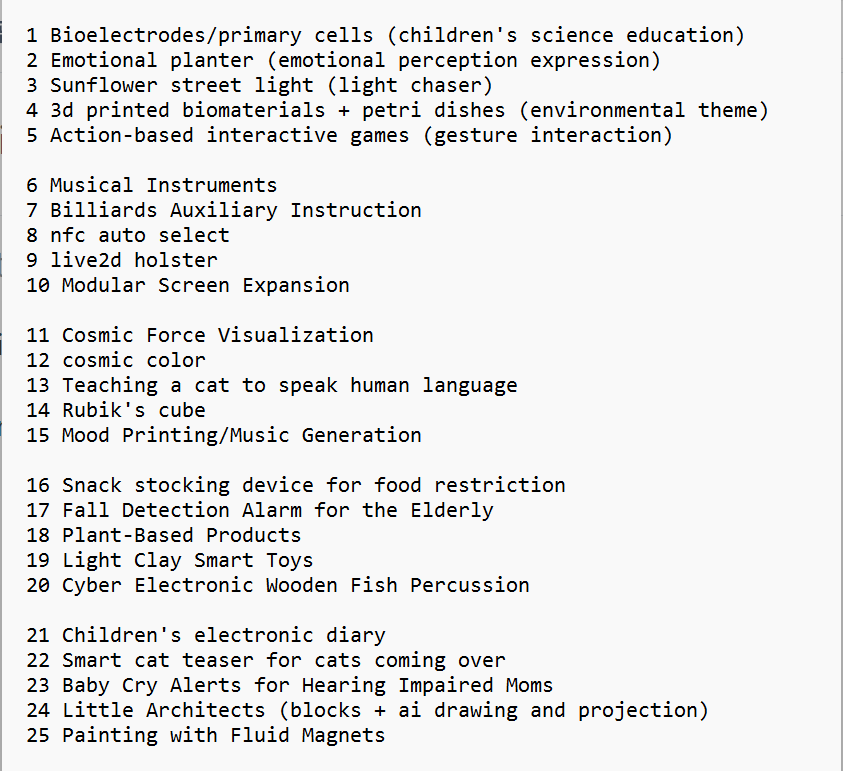 1 Bioelectrodes/primary cells (children's science education)
2 Emotional planter (emotional perception expression)
3 Sunflower street light (light chaser)
4 3d printed biomaterials + petri dishes (environmental theme)
5 Action-based interactive games (gesture interaction)
6 Musical Instruments
7 Billiards Auxiliary Instruction
8 nfc auto select
9 live2d holster
10 Modular Screen Expansion
11 Cosmic Force Visualization
12 cosmic color
13 Teaching a cat to speak human language
14 Rubik's cube
15 Mood Printing/Music Generation
16 Snack stocking device for food restriction
17 Fall Detection Alarm for the Elderly
18 Plant-Based Products
19 Light Clay Smart Toys
20 Cyber Electronic Wooden Fish Percussion
21 Children's electronic diary
22 Smart cat teaser for cats coming over
23 Baby Cry Alerts for Hearing Impaired Moms
24 Little Architects (blocks + ai drawing and projection)
25 Painting with Fluid Magnets